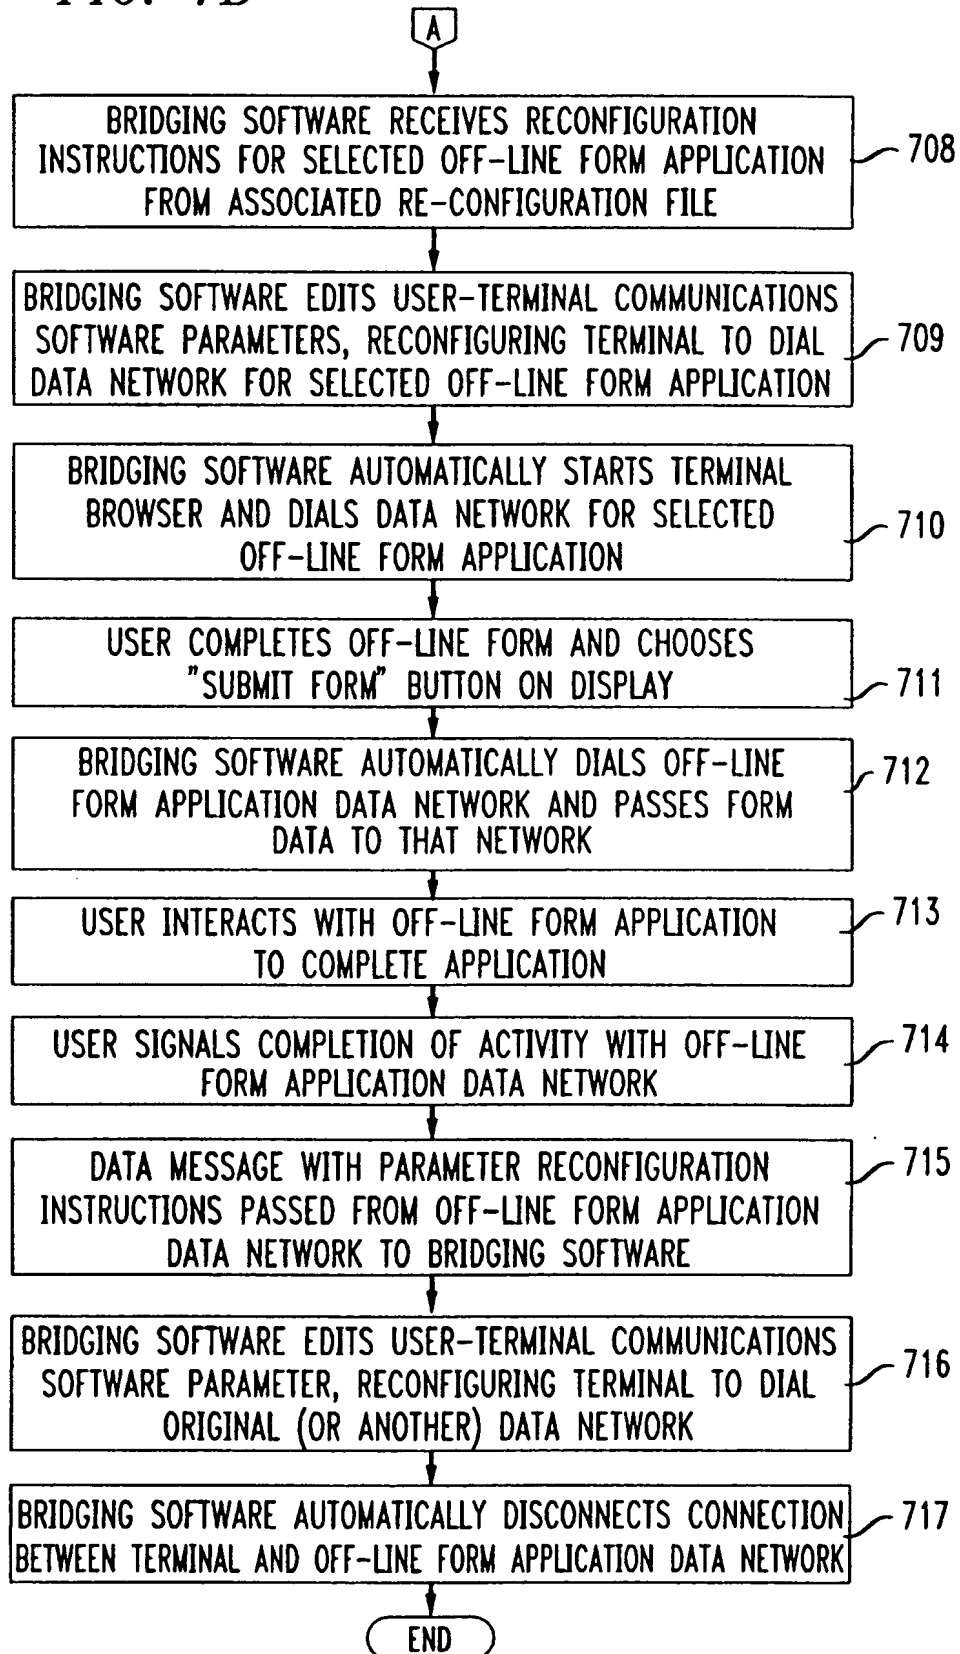 FIG. 7B
A
BRIDGING SOFTWARE RECEIVES RECONFIGURATION
INSTRUCTIONS FOR SELECTED OFF-LINE FORM APPLICATION
FROM ASSOCIATED RE-CONFIGURATION FILE
708
BRIDGING SOFTWARE EDITS USER-TERMINAL COMMUNICATIONS
SOFTWARE PARAMETERS, RECONFIGURING TERMINAL TO DIAL
DATA NETWORK FOR SELECTED OFF-LINE FORM APPLICATION
709
BRIDGING SOFTWARE AUTOMATICALLY STARTS TERMINAL
BROWSER AND DIALS DATA NETWORK FOR SELECTED
OFF-LINE FORM APPLICATION
710
USER COMPLETES OFF-LINE FORM AND CHOOSES
"SUBMIT FORM" BUTTON ON DISPLAY
711
BRIDGING SOFTWARE AUTOMATICALLY DIALS OFF-LINE
FORM APPLICATION DATA NETWORK AND PASSES FORM
DATA TO THAT NETWORK
712
USER INTERACTS WITH OFF-LINE FORM APPLICATION
TO COMPLETE APPLICATION
713
USER SIGNALS COMPLETION OF ACTIVITY WITH OFF-LINE
FORM APPLICATION DATA NETWORK
714
DATA MESSAGE WITH PARAMETER RECONFIGURATION
INSTRUCTIONS PASSED FROM OFF-LINE FORM APPLICATION
DATA NETWORK TO BRIDGING SOFTWARE
715
BRIDGING SOFTWARE EDITS USER-TERMINAL COMMUNICATIONS
SOFTWARE PARAMETER, RECONFIGURING TERMINAL TO DIAL
ORIGINAL (OR ANOTHER) DATA NETWORK
716
BRIDGING SOFTWARE AUTOMATICALLY DISCONNECTS CONNECTION
BETWEEN TERMINAL AND OFF-LINE FORM APPLICATION DATA NETWORK
717
END